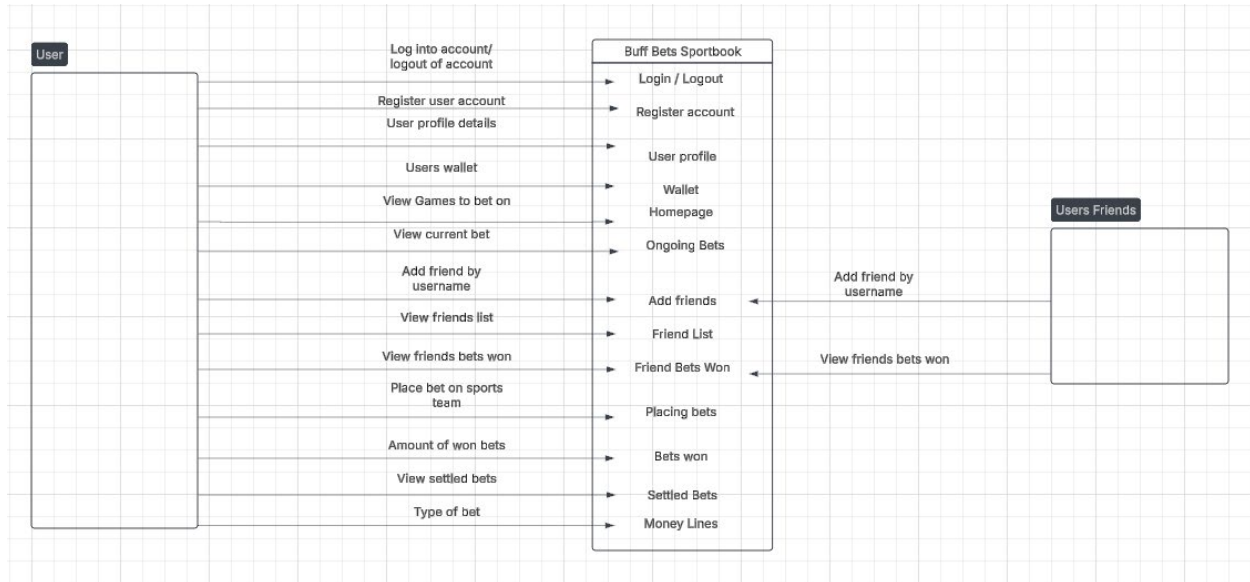 User
Log into account/
logout of account
Buff Bets Sportbook
Login / Logout
Register user account
Register account
User profile details
User profile
Users wallet
Wallet
View Games to bet on
Homepage
Users Friends
View current bet
Ongoing Bets
Add friend by
username
Add friends
Add friend by
username
View friends list
Friend List
View friends bets won
Friend Bets Won
View friends bets won
Place bet on sports
team
Placing bets
Amount of won bets
Bets won
View settled bets
Settled Bets
Type of bet
Money Lines